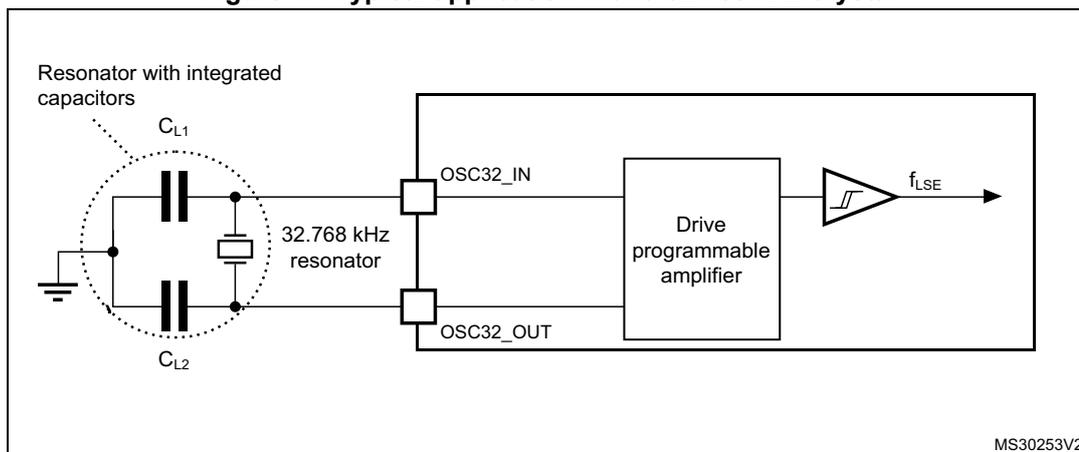 Resonator with integrated
capacitors
CL1
OSC32_IN
fLSE
32.768 kHz
resonator
Drive
programmable
amplifier
OSC32_OUT
CL2
MS30253V2